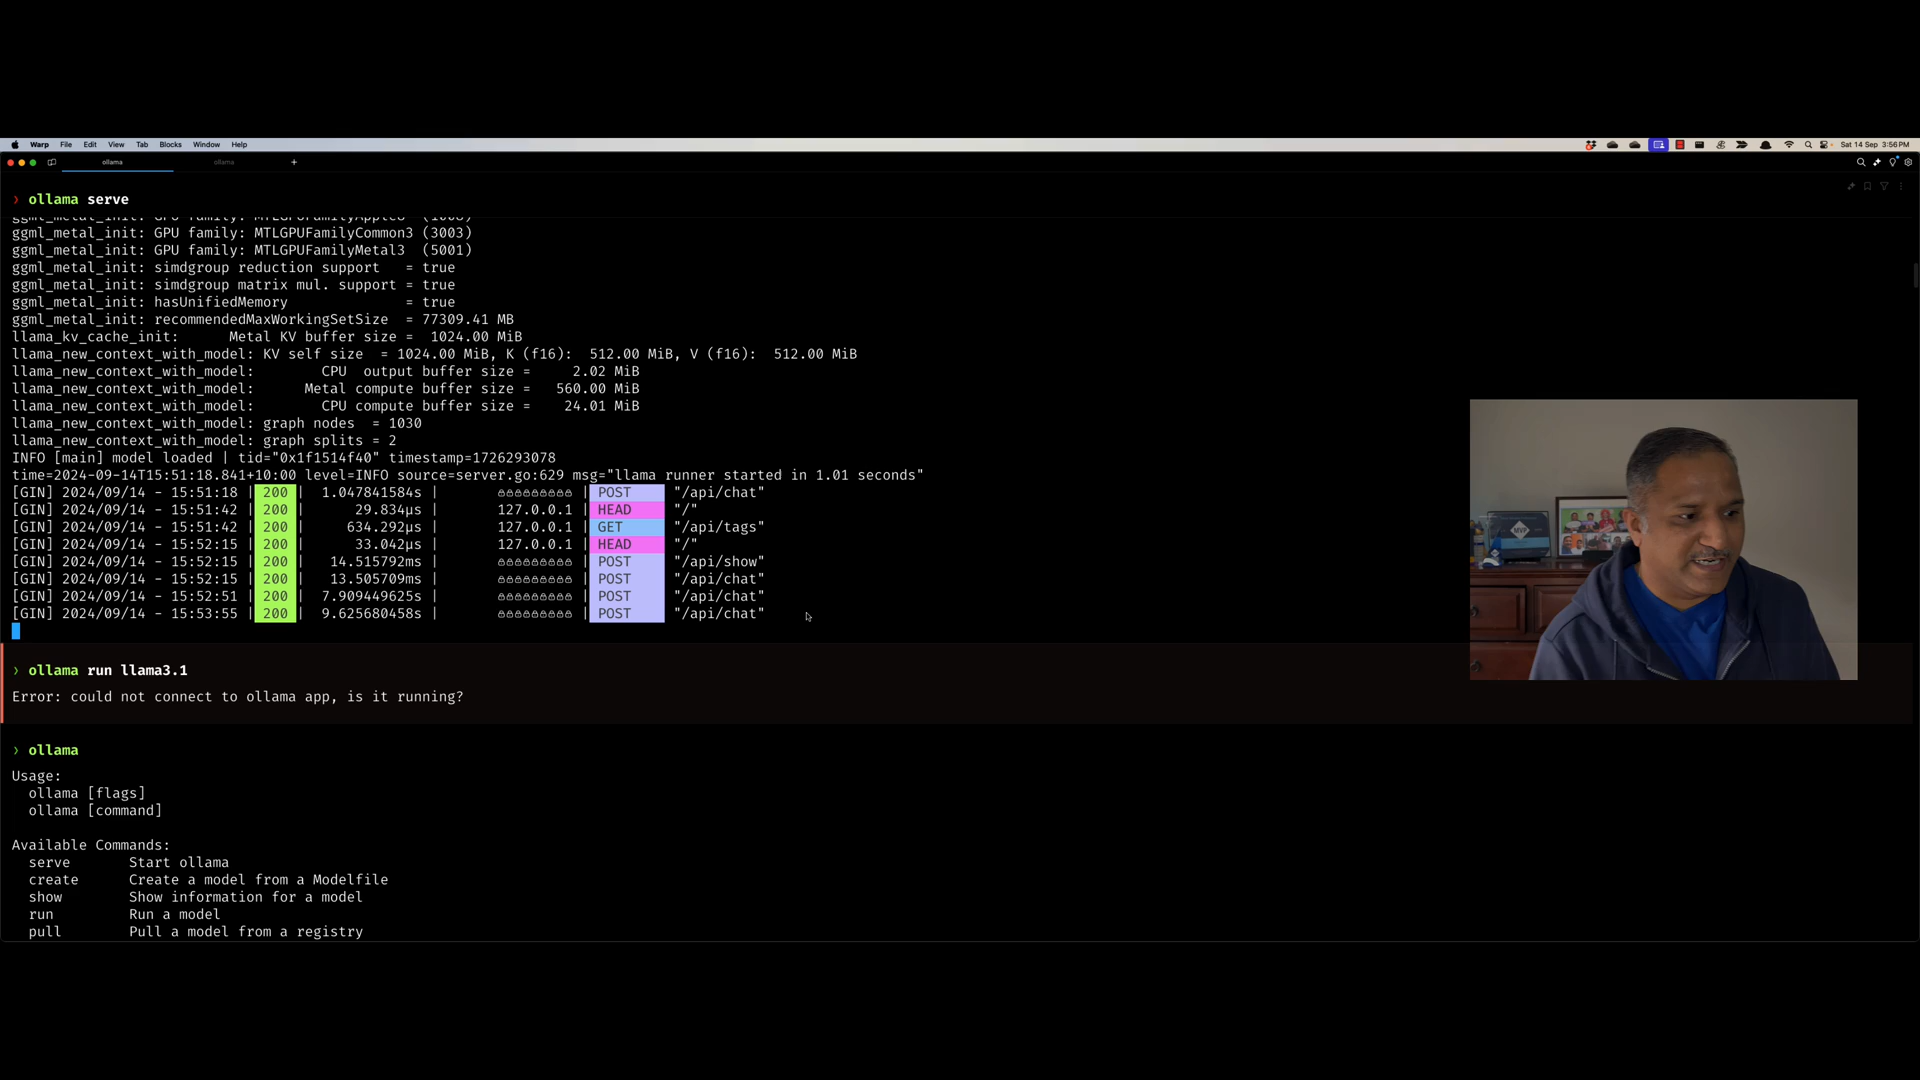 Warp File Edit View Tab Blocks Window Help
Sat 14 Sep 3:56 PM
ollama ollama +
❯ ollama serve
ggml_metal_init: GPU family: MTLGPUFamilyCommon3 (3003)
ggml_metal_init: GPU family: MTLGPUFamilyMetal3 (5001)
ggml_metal_init: simdgroup reduction support = true
ggml_metal_init: simdgroup matrix mul. support = true
ggml_metal_init: hasUnifiedMemory = true
ggml_metal_init: recommendedMaxWorkingSetSize = 77309.41 MB
llama_kv_cache_init: Metal KV buffer size = 1024.00 MiB
llama_new_context_with_model: KV self size = 1024.00 MiB, K (f16): 512.00 MiB, V (f16): 512.00 MiB
llama_new_context_with_model: CPU output buffer size = 2.02 MiB
llama_new_context_with_model: Metal compute buffer size = 560.00 MiB
llama_new_context_with_model: CPU compute buffer size = 24.01 MiB
llama_new_context_with_model: graph nodes = 1030
llama_new_context_with_model: graph splits = 2
INFO [main] model loaded | tid="0x1f1514f40" timestamp=1726293078
time=2024-09-14T15:51:18.841+10:00 level=INFO source=server.go:629 msg="llama runner started in 1.01 seconds"
[GIN] 2024/09/14 - 15:51:18 | 200 | 1.047841584s | | POST "/api/chat"
[GIN] 2024/09/14 - 15:51:42 | 200 | 29.834µs | 127.0.0.1 | HEAD "/"
[GIN] 2024/09/14 - 15:51:42 | 200 | 634.292µs | 127.0.0.1 | GET "/api/tags"
[GIN] 2024/09/14 - 15:52:15 | 200 | 33.042µs | 127.0.0.1 | HEAD "/"
[GIN] 2024/09/14 - 15:52:15 | 200 | 14.515792ms | | POST "/api/show"
[GIN] 2024/09/14 - 15:52:15 | 200 | 13.505709ms | | POST "/api/chat"
[GIN] 2024/09/14 - 15:52:51 | 200 | 7.909449625s | | POST "/api/chat"
[GIN] 2024/09/14 - 15:53:55 | 200 | 9.625680458s | | POST "/api/chat"
❯ ollama run llama3.1
Error: could not connect to ollama app, is it running?
❯ ollama
Usage:
ollama [flags]
ollama [command]
Available Commands:
serve Start ollama
create Create a model from a Modelfile
show Show information for a model
run Run a model
pull Pull a model from a registry
MVP